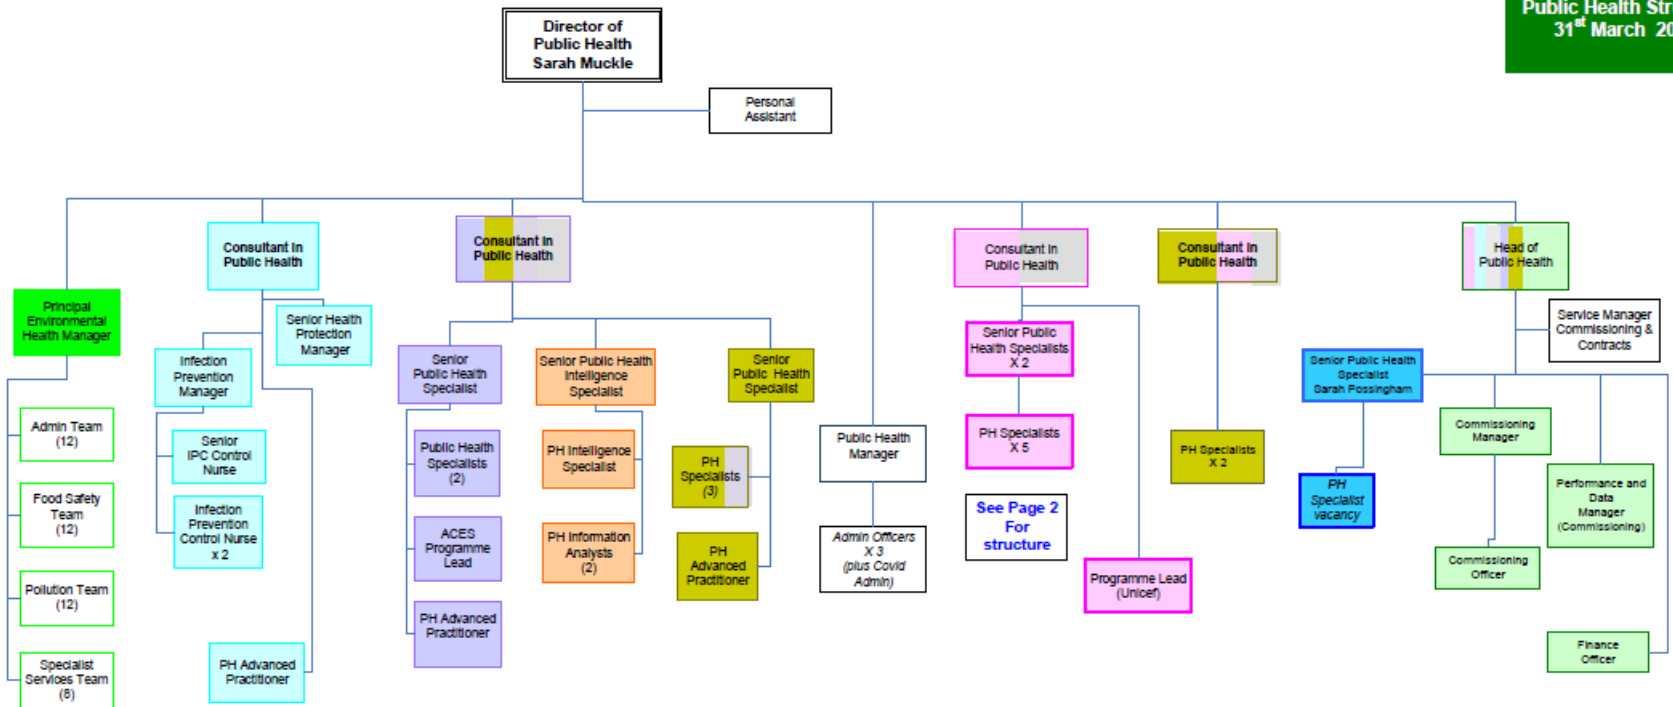 Public Health Str
31st March 20
Director of
Public Health
Sarah Muckle
Personal
Assistant
Principal
Environmental
Health Manager
Admin Team
(12)
Food Safety
Team
(12)
Pollution Team
(12)
Specialist
Services Team
(8)
Consultant in
Public Health
Senior Health
Protection
Manager
Infection
Prevention
Manager
Senior
IPC Control
Nurse
Infection
Prevention
Control Nurse
x 2
PH Advanced
Practitioner
Consultant in
Public Health
Senior
Public Health
Specialist
Public Health
Specialists
(2)
ACES
Programme
Lead
PH Advanced
Practitioner
Senior Public Health
Intelligence
Specialist
PH Intelligence
Specialist
PH Information
Analysts
(2)
Senior
Public Health
Specialist
PH
Specialists
(3)
PH
Advanced
Practitioner
Public Health
Manager
Admin Officers
X 3
(plus Covid
Admin)
Consultant in
Public Health
Senior Public
Health Specialists
X 2
PH Specialists
X 5
See Page 2
For
structure
Programme Lead
(Unicef)
Consultant in
Public Health
PH Specialists
X 2
Head of
Public Health
Service Manager
Commissioning &
Contracts
Senior Public Health
Specialist
Sarah Possingham
PH
Specialist
vacancy
Commissioning
Manager
Commissioning
Officer
Performance and
Data
Manager
(Commissioning)
Finance
Officer